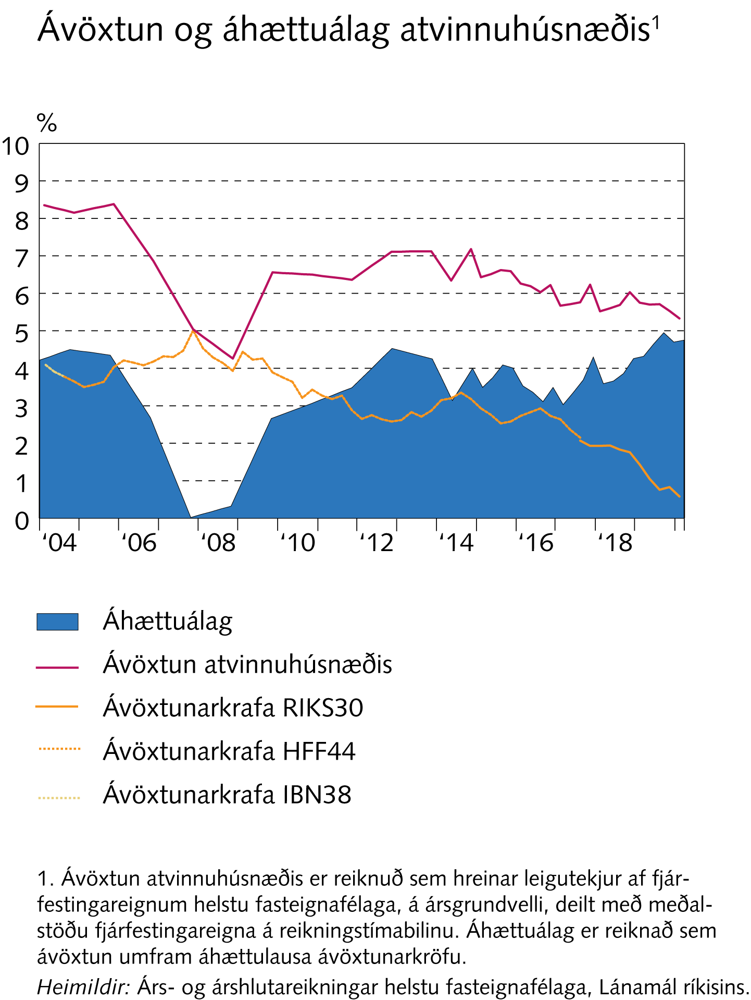 Ávöxtun og áhættuálag atvinnuhúsnæðis¹
%
10
9
8
7
6
5
4
3
2
1
0
‘04 ‘06 ‘08 ‘10 ‘12 ‘14 ‘16 ‘18
Áhættuálag
Ávöxtun atvinnuhúsnæðis
Ávöxtunarkrafa RIKS30
Ávöxtunarkrafa HFF44
Ávöxtunarkrafa IBN38
1. Ávöxtun atvinnuhúsnæðis er reiknuð sem hreinar leigutekjur af fjár-
festingareignum helstu fasteignafélaga, á ársgrundvelli, deilt með meðal-
stöðu fjárfestingareigna á reikningstímabilinu. Áhættuálag er reiknað sem
ávöxtun umfram áhættulausa ávöxtunarkröfu.
Heimildir: Árs- og árshlutareikningar helstu fasteignafélaga, Lánamál ríkisins.